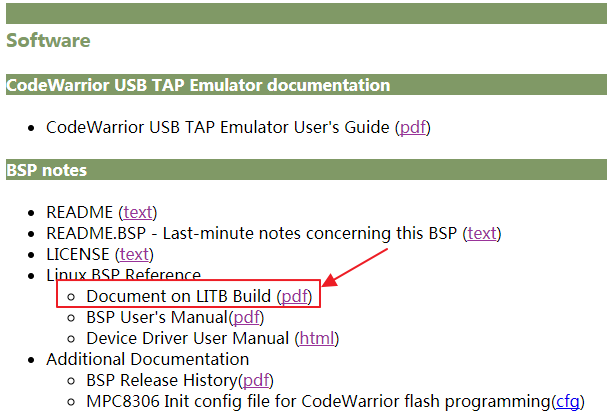 Software
CodeWarrior USB TAP Emulator documentation
CodeWarrior USB TAP Emulator User's Guide (pdf)
BSP notes
README (text)
README.BSP - Last-minute notes concerning this BSP (text)
LICENSE (text)
Linux BSP Reference
Document on LITB Build (pdf)
BSP User's Manual(pdf)
Device Driver User Manual (html)
Additional Documentation
BSP Release History(pdf)
MPC8306 Init config file for CodeWarrior flash programming(cfg)